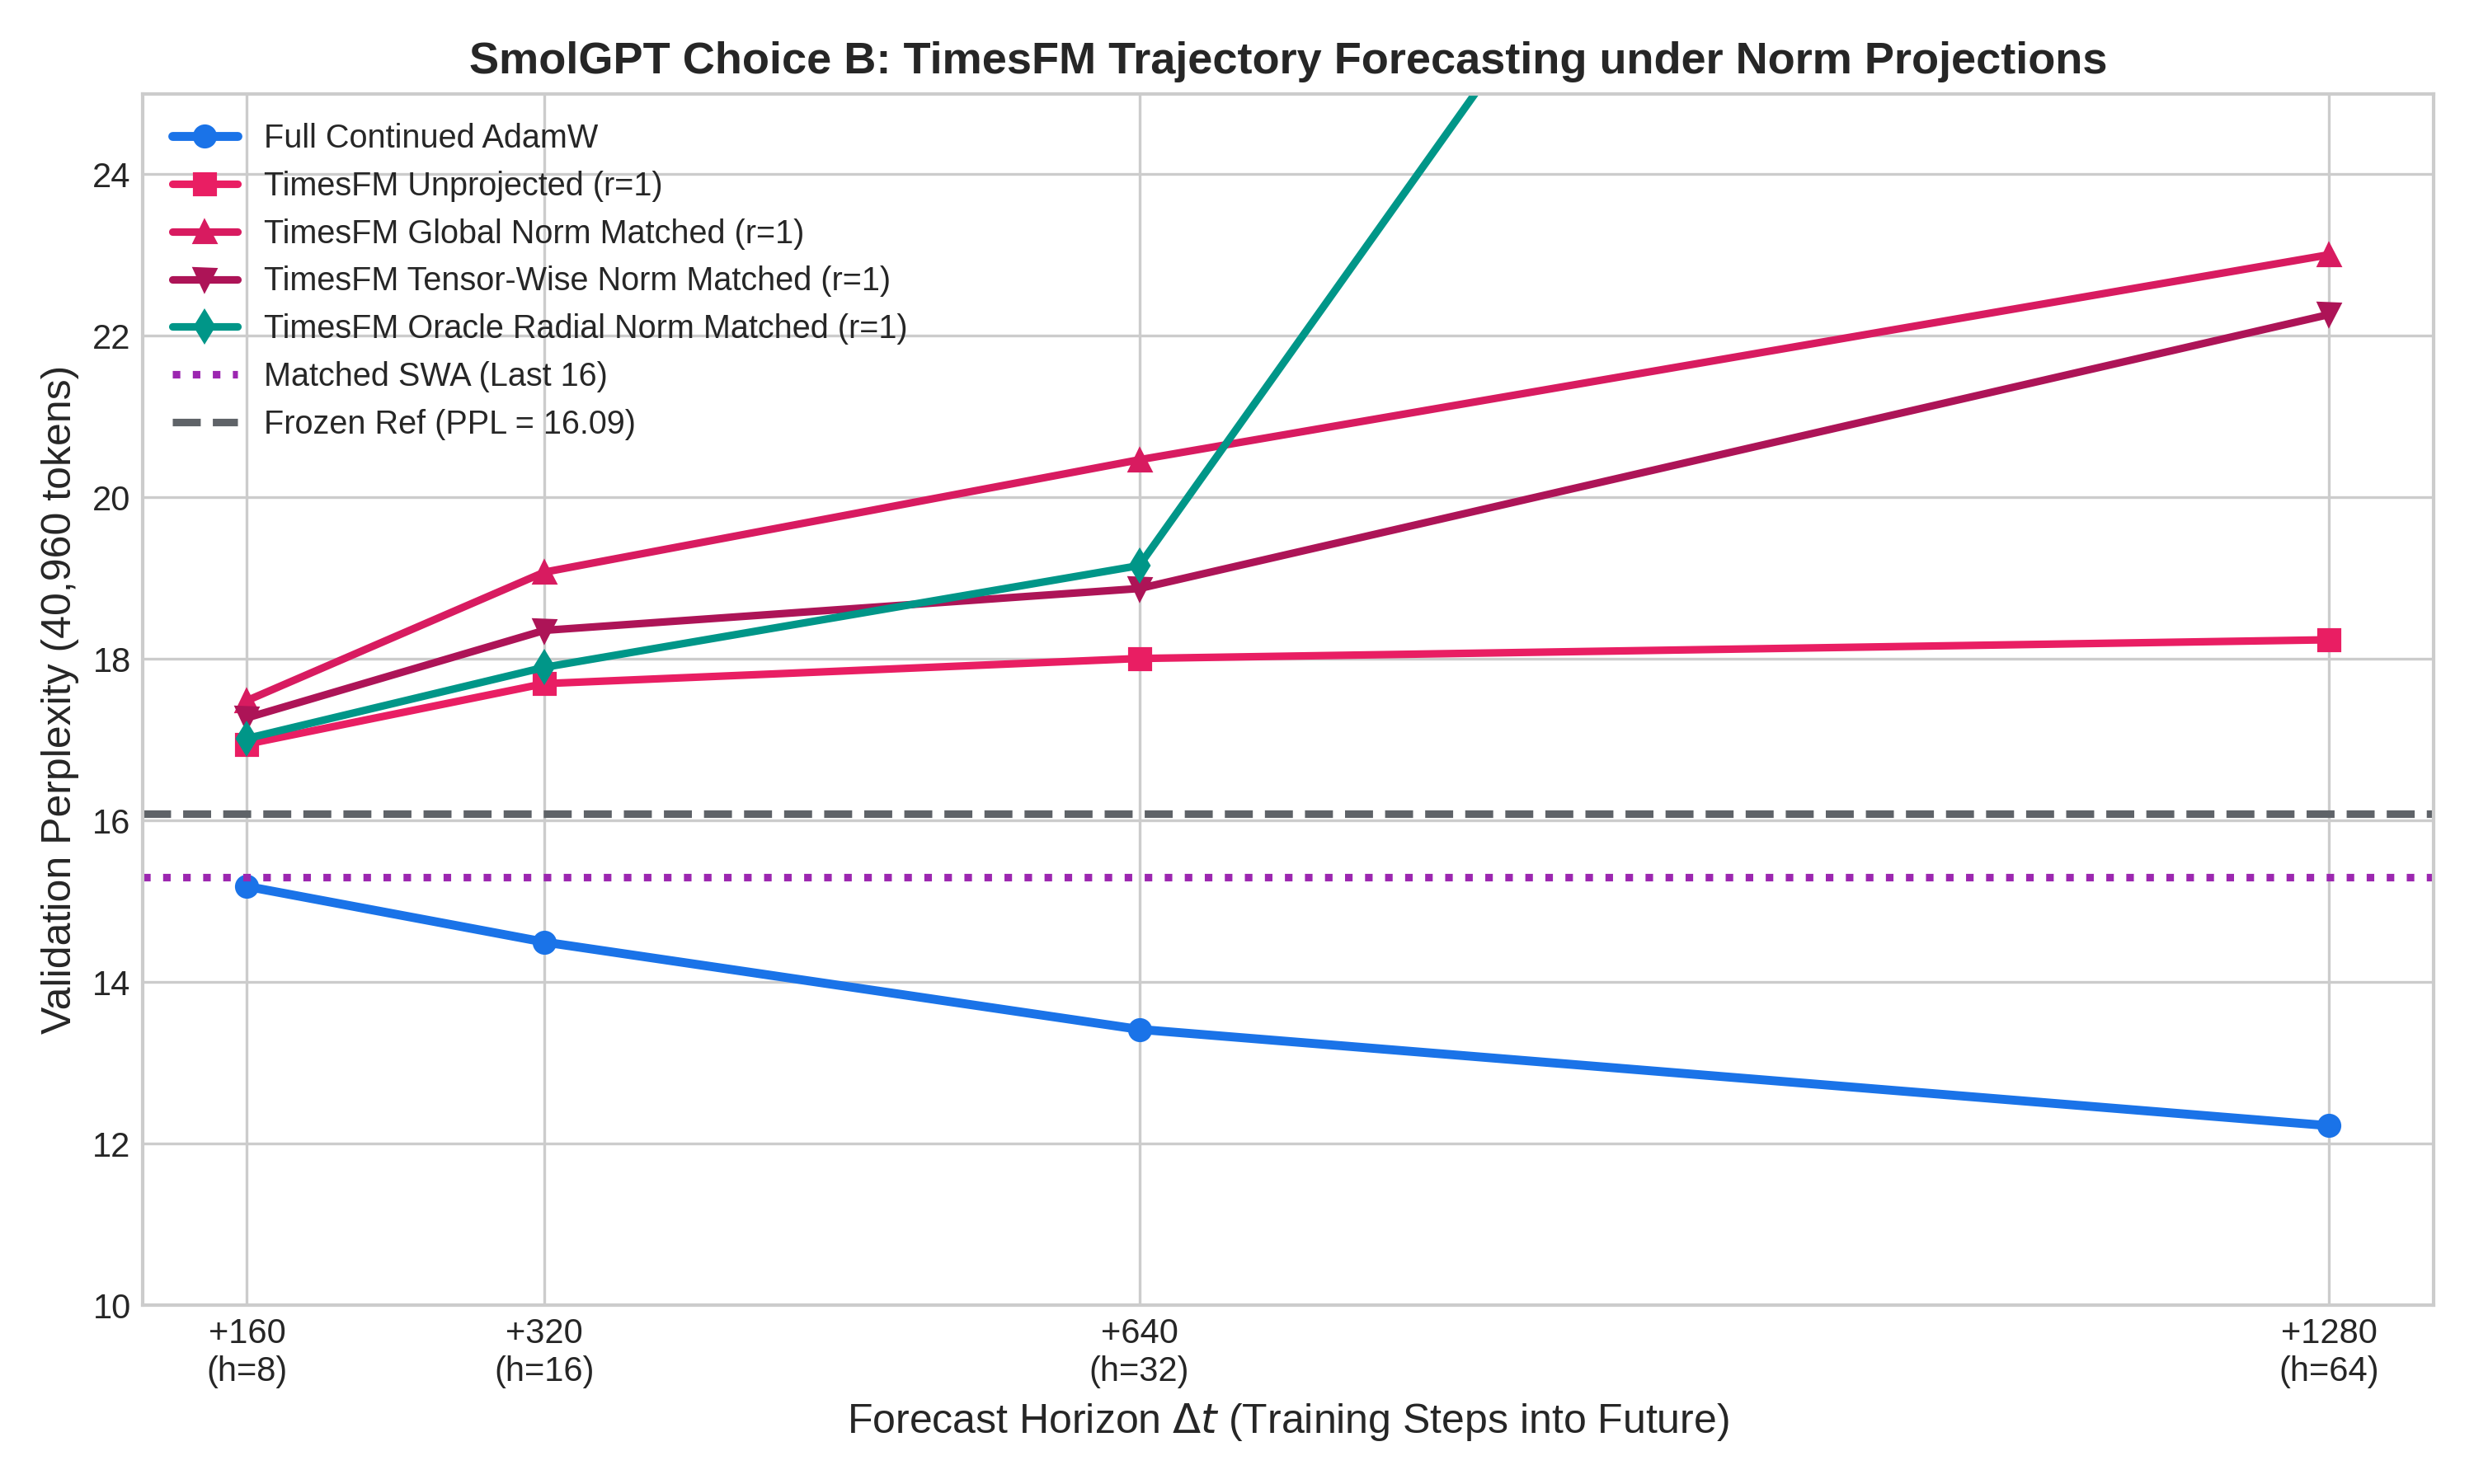 SmolGPT Choice B: TimesFM Trajectory Forecasting under Norm Projections
Full Continued AdamW
TimesFM Unprojected (r=1)
TimesFM Global Norm Matched (r=1)
TimesFM Tensor-Wise Norm Matched (r=1)
TimesFM Oracle Radial Norm Matched (r=1)
Matched SWA (Last 16)
Frozen Ref (PPL = 16.09)
Validation Perplexity (40,960 tokens)
24
22
20
18
16
14
12
10
+160
(h=8)
+320
(h=16)
+640
(h=32)
+1280
(h=64)
Forecast Horizon Δt (Training Steps into Future)